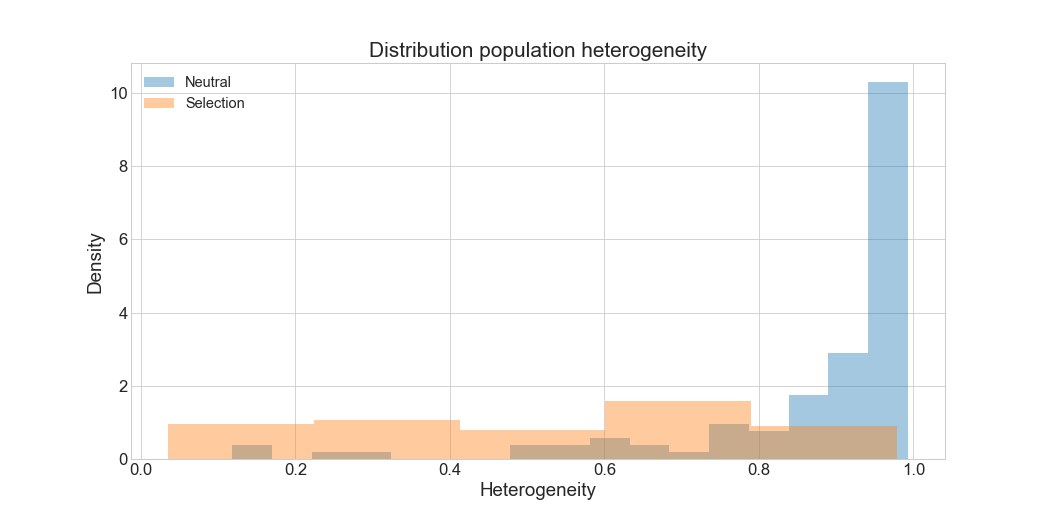 Distribution population heterogeneity
Neutral
Selection
10
8
6
4
2
0
Density
0.0 0.2 0.4 0.6 0.8 1.0
Heterogeneity